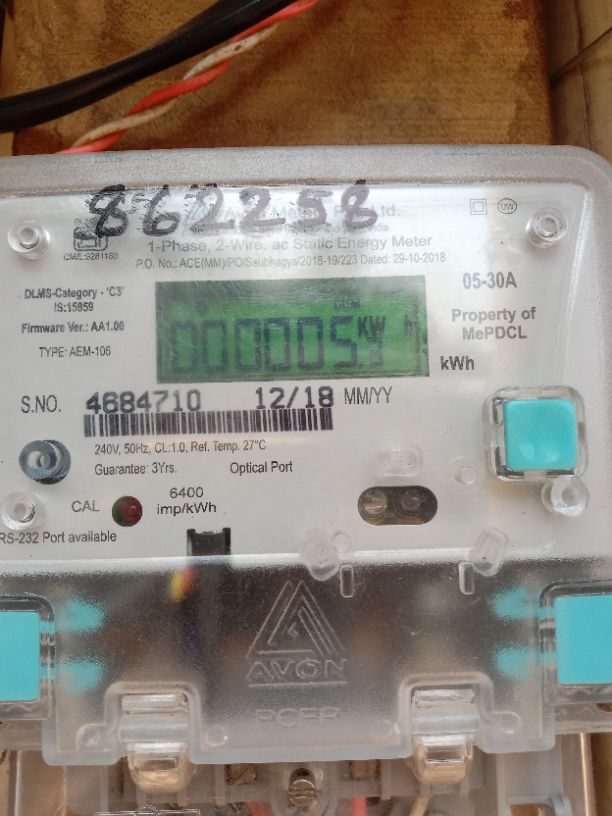 862258
Ltd.
CM/L:9281180
1-Phase, 2-Wire, ac Static Energy Meter
P.O. No.: ACE(MM)/PO/Saubhagya/2018-19/223 Dated: 29-10-2018
DLMS-Category - 'C3'
IS:15959
Firmware Ver.: AA1.00
TYPE: AEM-106
05-30A
Property of
MePDCL
KW h
kWh
S.NO. 4684710 12/18 MM/YY
240V, 50Hz, CL:1.0, Ref. Temp. 27°C
Guarantee: 3Yrs. Optical Port
CAL
6400
imp/kWh
RS-232 Port available
AVON